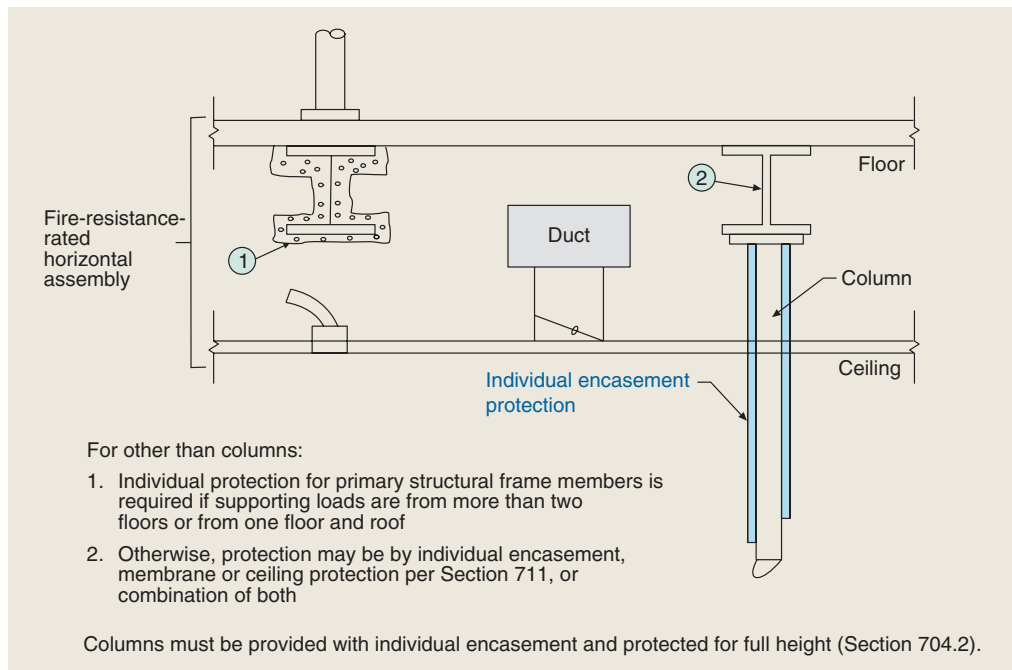 Floor
2
Fire-resistance-
rated
horizontal
assembly
Duct
1
Column
Ceiling
Individual encasement
protection
For other than columns:
1. Individual protection for primary structural frame members is
required if supporting loads are from more than two
floors or from one floor and roof
2. Otherwise, protection may be by individual encasement,
membrane or ceiling protection per Section 711, or
combination of both
Columns must be provided with individual encasement and protected for full height (Section 704.2).